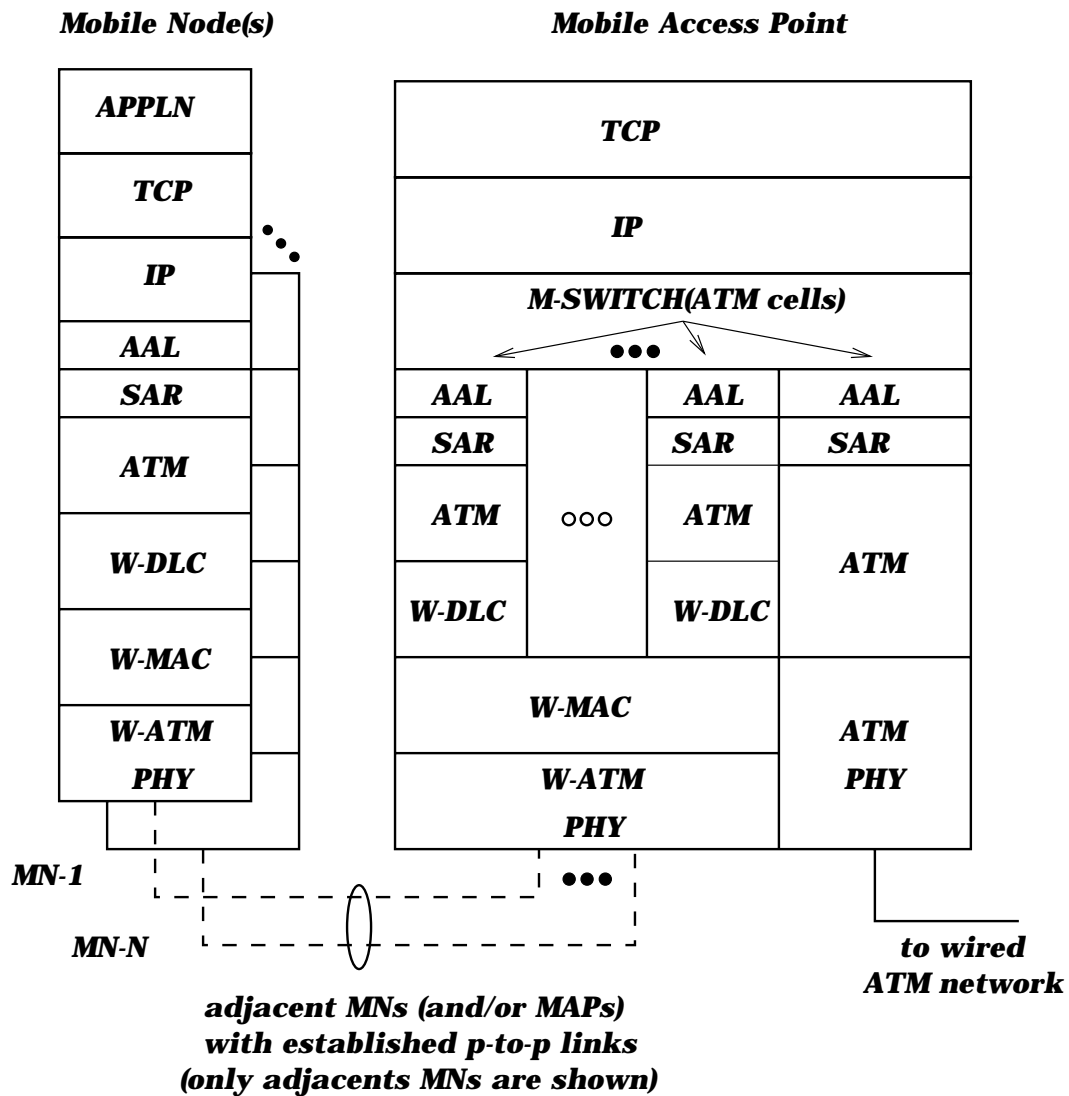 Mobile Node(s)
Mobile Access Point
APPLN
TCP
IP
AAL
SAR
ATM
W-DLC
W-MAC
W-ATM
PHY
TCP
IP
M-SWITCH(ATM cells)
AAL
AAL
AAL
SAR
SAR
SAR
ATM
ATM
ATM
W-DLC
W-DLC
W-MAC
ATM
PHY
W-ATM
PHY
MN-1
MN-N
to wired
ATM network
adjacent MNs (and/or MAPs)
with established p-to-p links
(only adjacents MNs are shown)